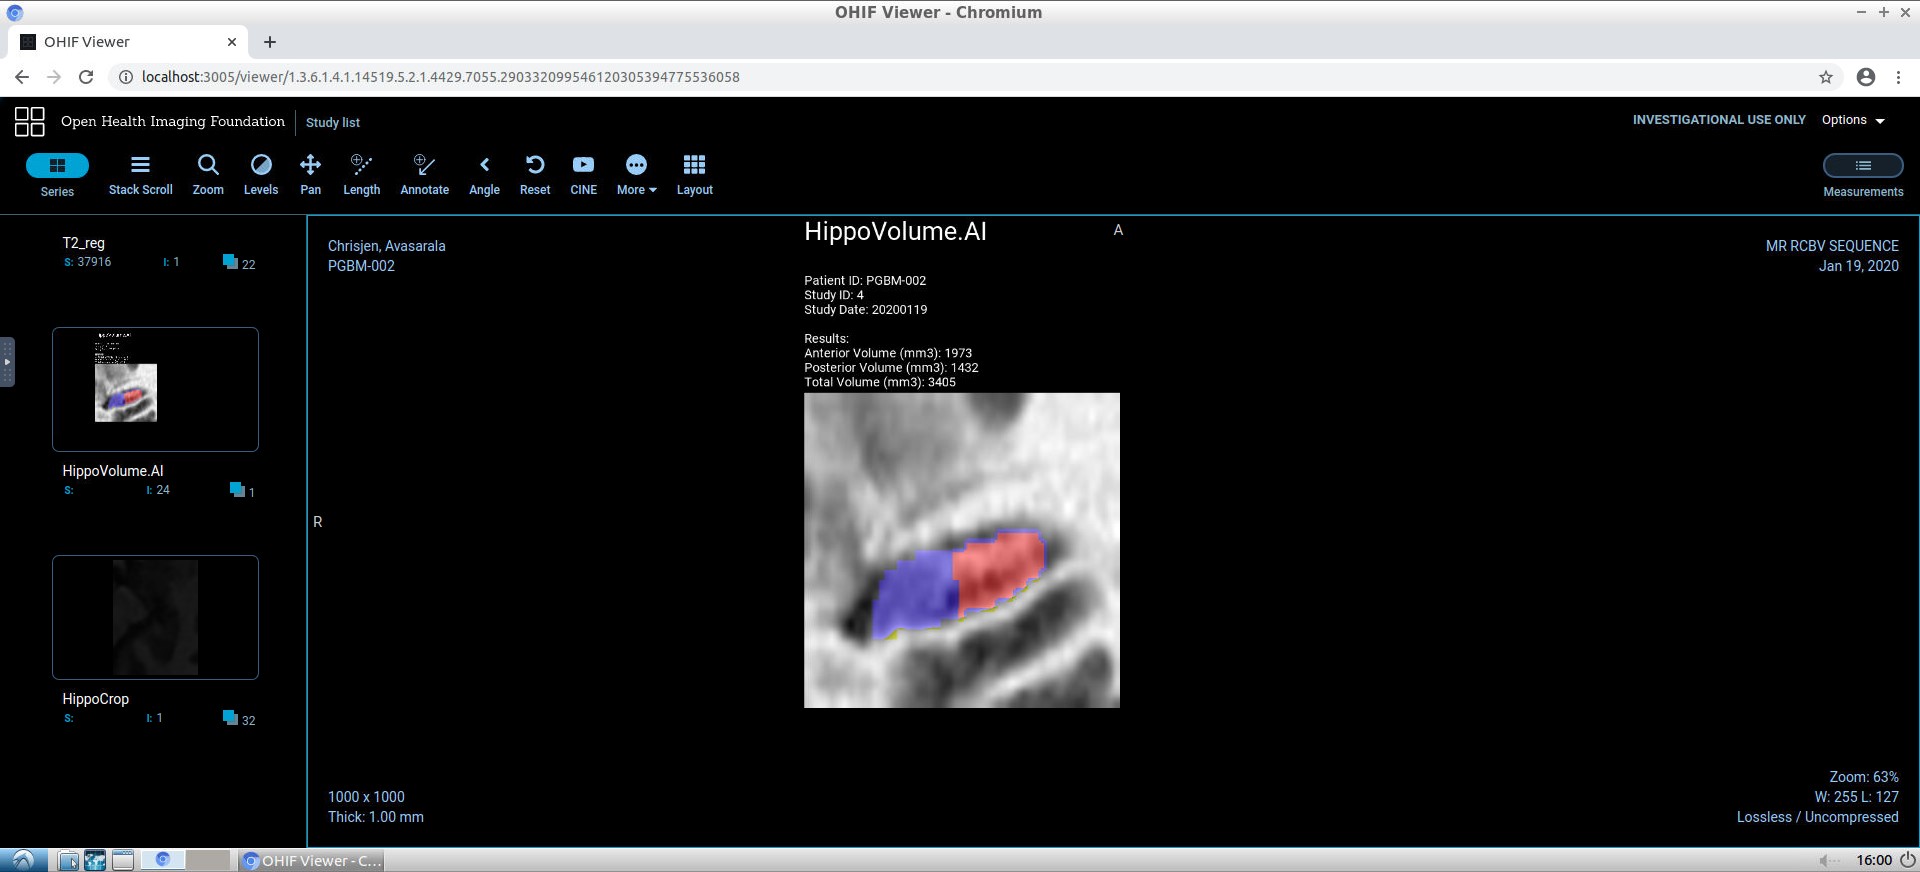 OHIF Viewer - Chromium
OHIF Viewer
localhost:3005/viewer/1.3.6.1.4.1.14519.5.2.1.4429.7055.290332099546120305394775536058
Open Health Imaging Foundation
Study list
INVESTIGATIONAL USE ONLY
Options
Series
Stack Scroll
Zoom
Levels
Pan
Length
Annotate
Angle
Reset
CINE
More
Layout
Measurements
T2_reg
S: 37916 I: 1 22
HippoVolume.AI
S: I: 24 1
HippoCrop
S: I: 1 32
Chrisjen, Avasarala
PGBM-002
HippoVolume.AI
A
MR RCBV SEQUENCE
Jan 19, 2020
Patient ID: PGBM-002
Study ID: 4
Study Date: 20200119
Results:
Anterior Volume (mm3): 1973
Posterior Volume (mm3): 1432
Total Volume (mm3): 3405
R
1000 x 1000
Thick: 1.00 mm
Zoom: 63%
W: 255 L: 127
Lossless / Uncompressed
OHIF Viewer - C...
16:00